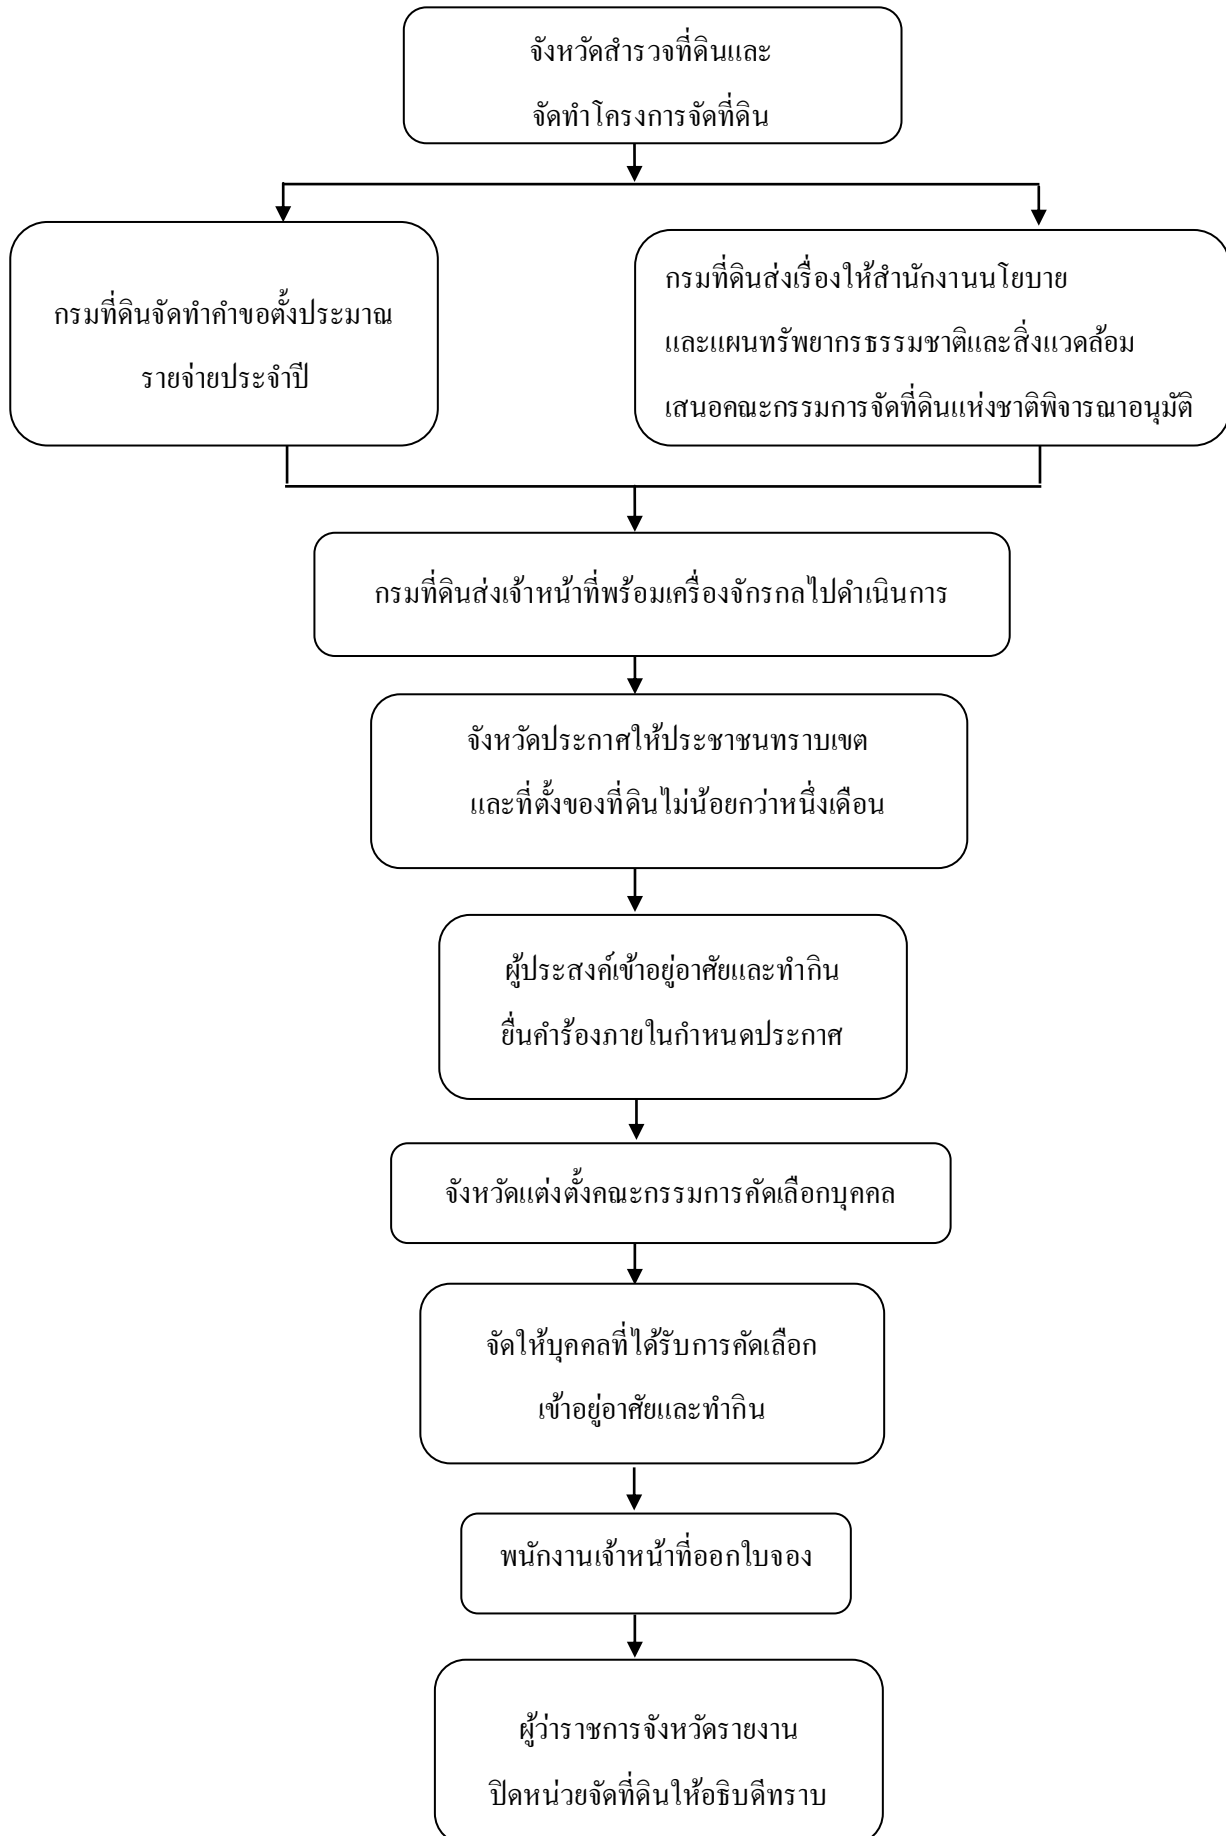 จังหวัดสำรวจที่ดินและ
จัดทำโครงการจัดที่ดิน
กรมที่ดินจัดทำคำขอตั้งประมาณ
รายจ่ายประจำปี
กรมที่ดินส่งเรื่องให้สำนักงานนโยบาย
และแผนทรัพยากรธรรมชาติและสิ่งแวดล้อม
เสนอคณะกรรมการจัดที่ดินแห่งชาติพิจารณาอนุมัติ
กรมที่ดินส่งเจ้าหน้าที่พร้อมเครื่องจักรกลไปดำเนินการ
จังหวัดประกาศให้ประชาชนทราบเขต
และที่ตั้งของที่ดินไม่น้อยกว่าหนึ่งเดือน
ผู้ประสงค์เข้าอยู่อาศัยและทำกิน
ยื่นคำร้องภายในกำหนดประกาศ
จังหวัดแต่งตั้งคณะกรรมการคัดเลือกบุคคล
จัดให้บุคคลที่ได้รับการคัดเลือก
เข้าอยู่อาศัยและทำกิน
พนักงานเจ้าหน้าที่ออกใบจอง
ผู้ว่าราชการจังหวัดรายงาน
ปิดหน่วยจัดที่ดินให้อธิบดีทราบ